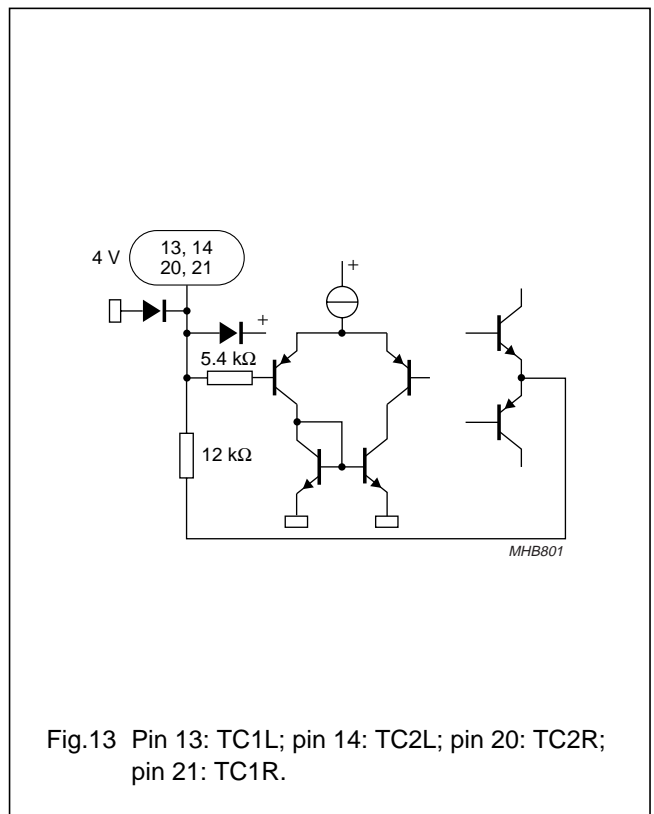 4 V
13, 14
20, 21
+
+
5.4 kΩ
12 kΩ
MHB801
Fig.13 Pin 13: TC1L; pin 14: TC2L; pin 20: TC2R;
pin 21: TC1R.